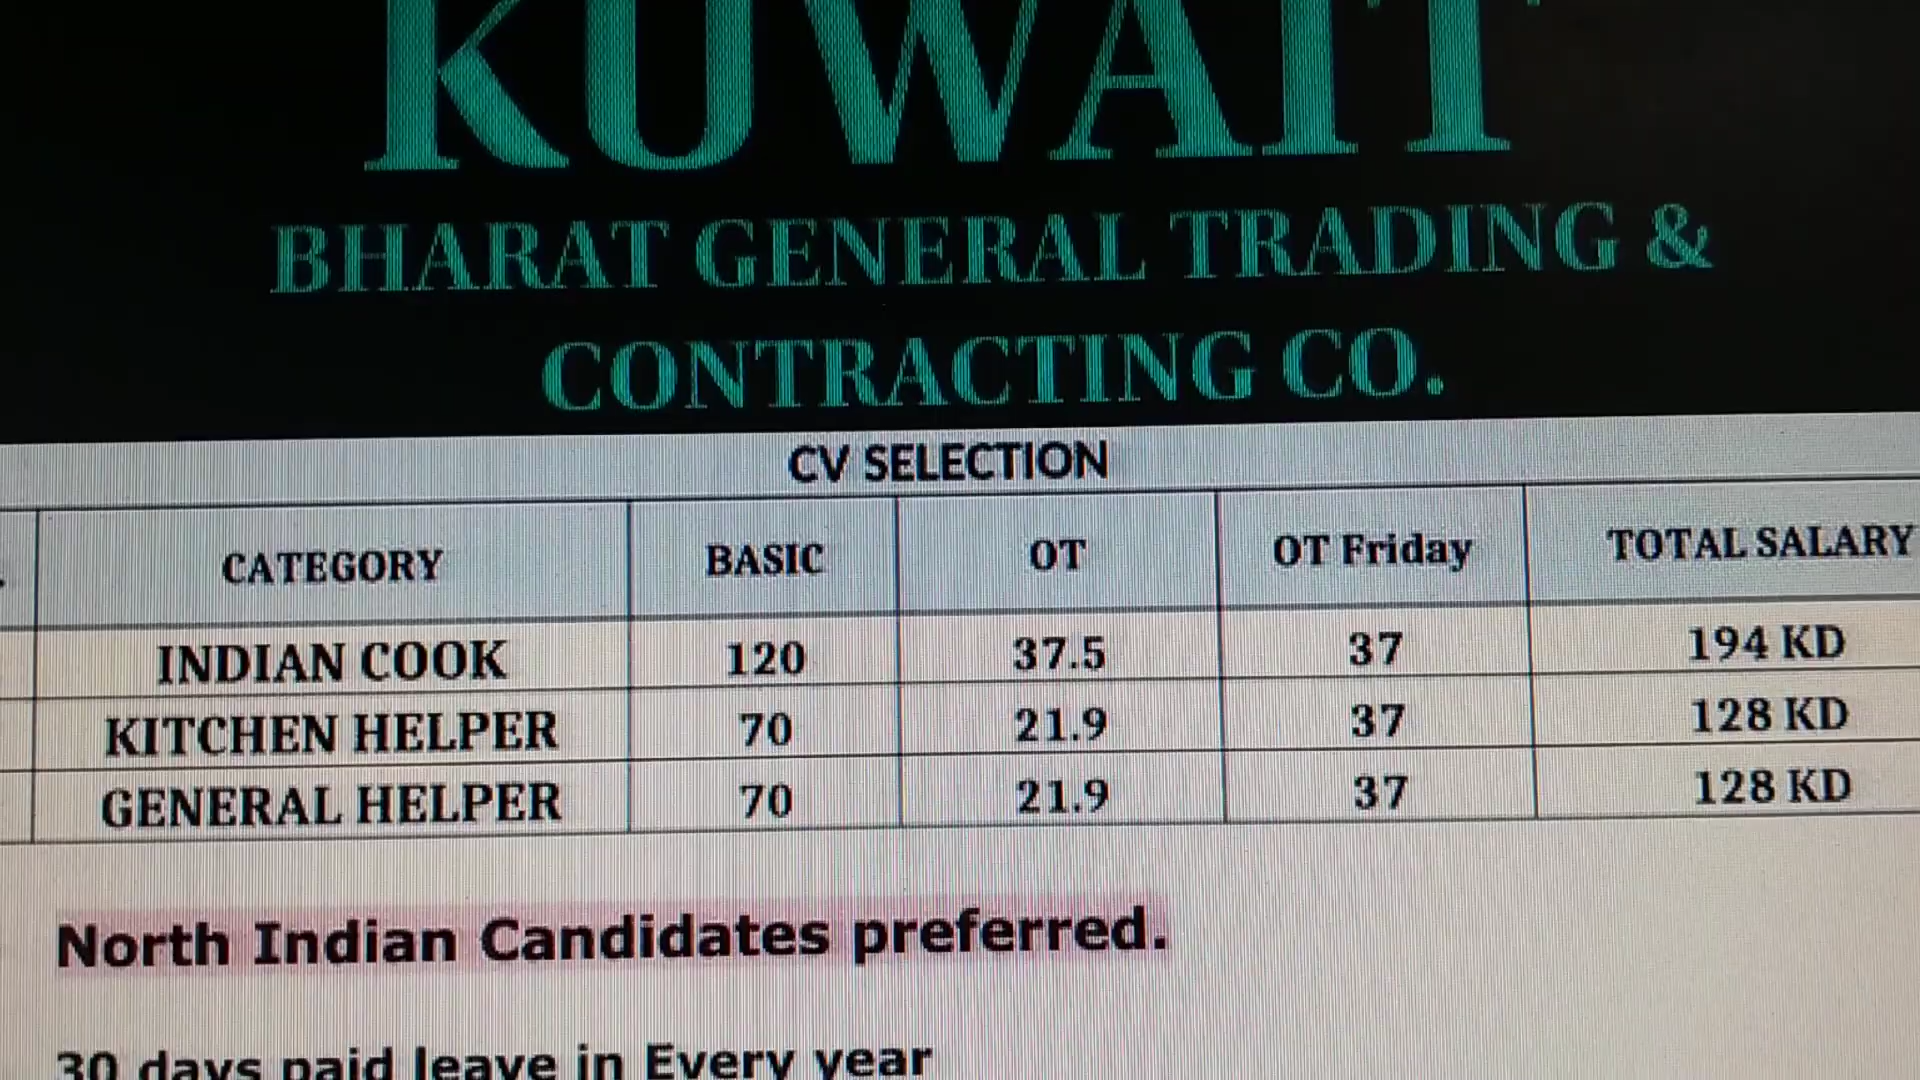 KUWAIT
BHARAT GENERAL TRADING &
CONTRACTING CO.
CV SELECTION
CATEGORY BASIC OT OT Friday TOTAL SALARY
INDIAN COOK 120 37.5 37 194 KD
KITCHEN HELPER 70 21.9 37 128 KD
GENERAL HELPER 70 21.9 37 128 KD
North Indian Candidates preferred.
30 days paid leave in Every year